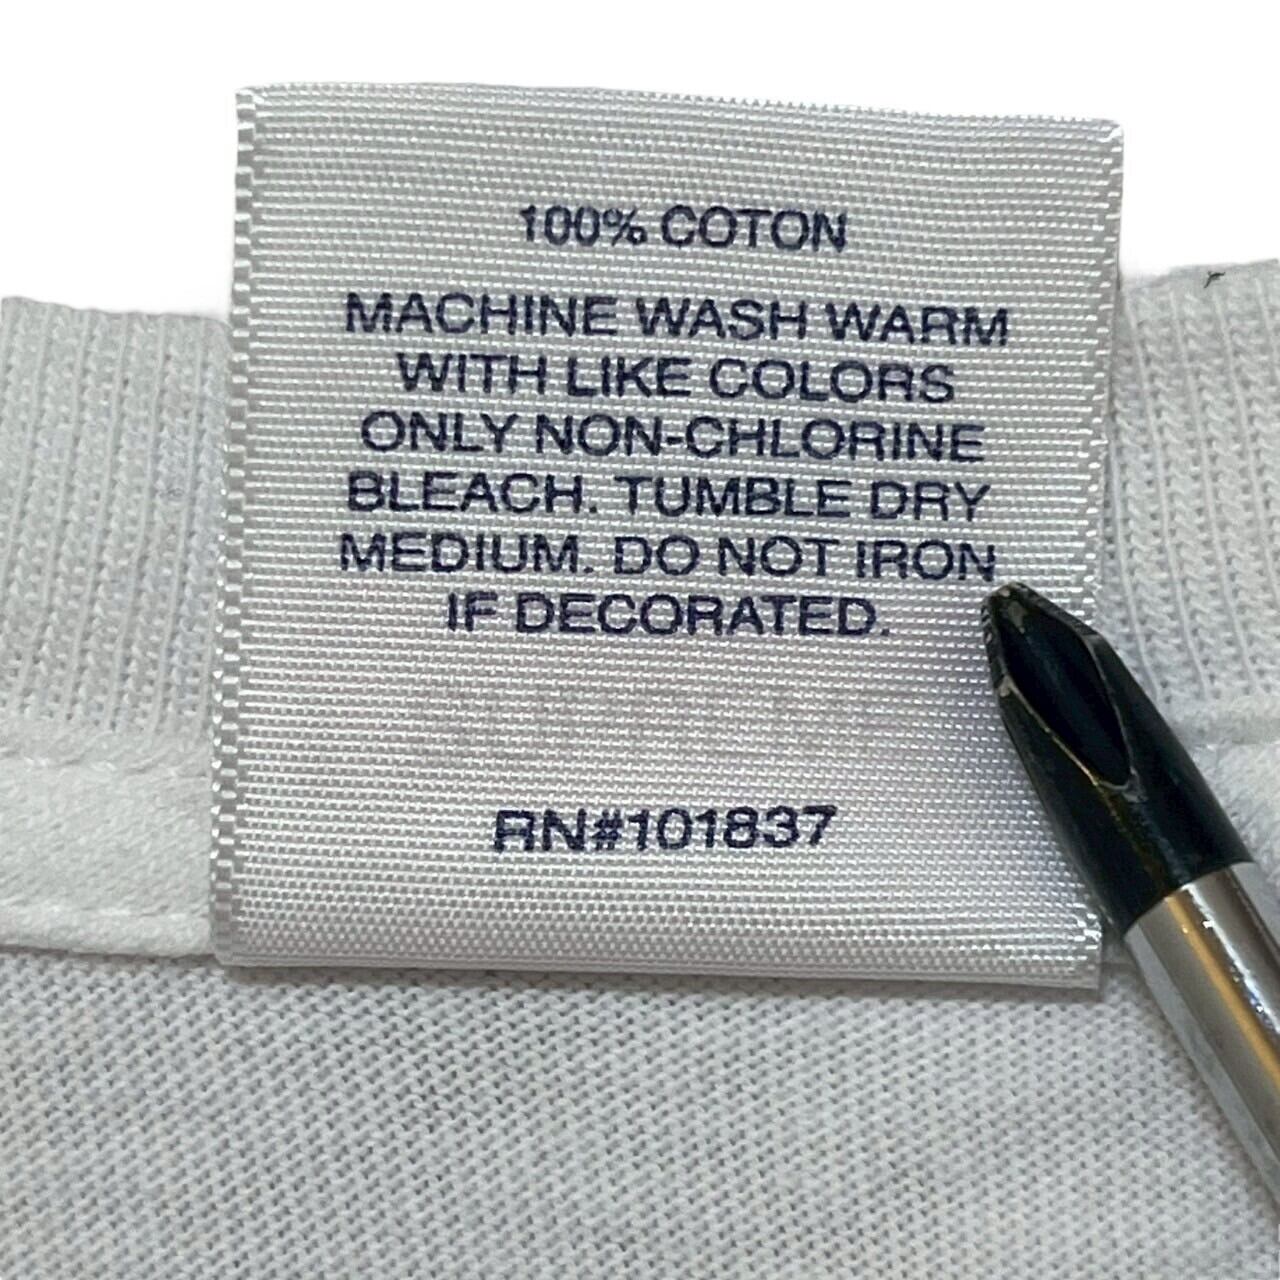 100% COTON
MACHINE WASH WARM
WITH LIKE COLORS
ONLY NON-CHLORINE
BLEACH. TUMBLE DRY
MEDIUM. DO NOT IRON
IF DECORATED.
RN#101837